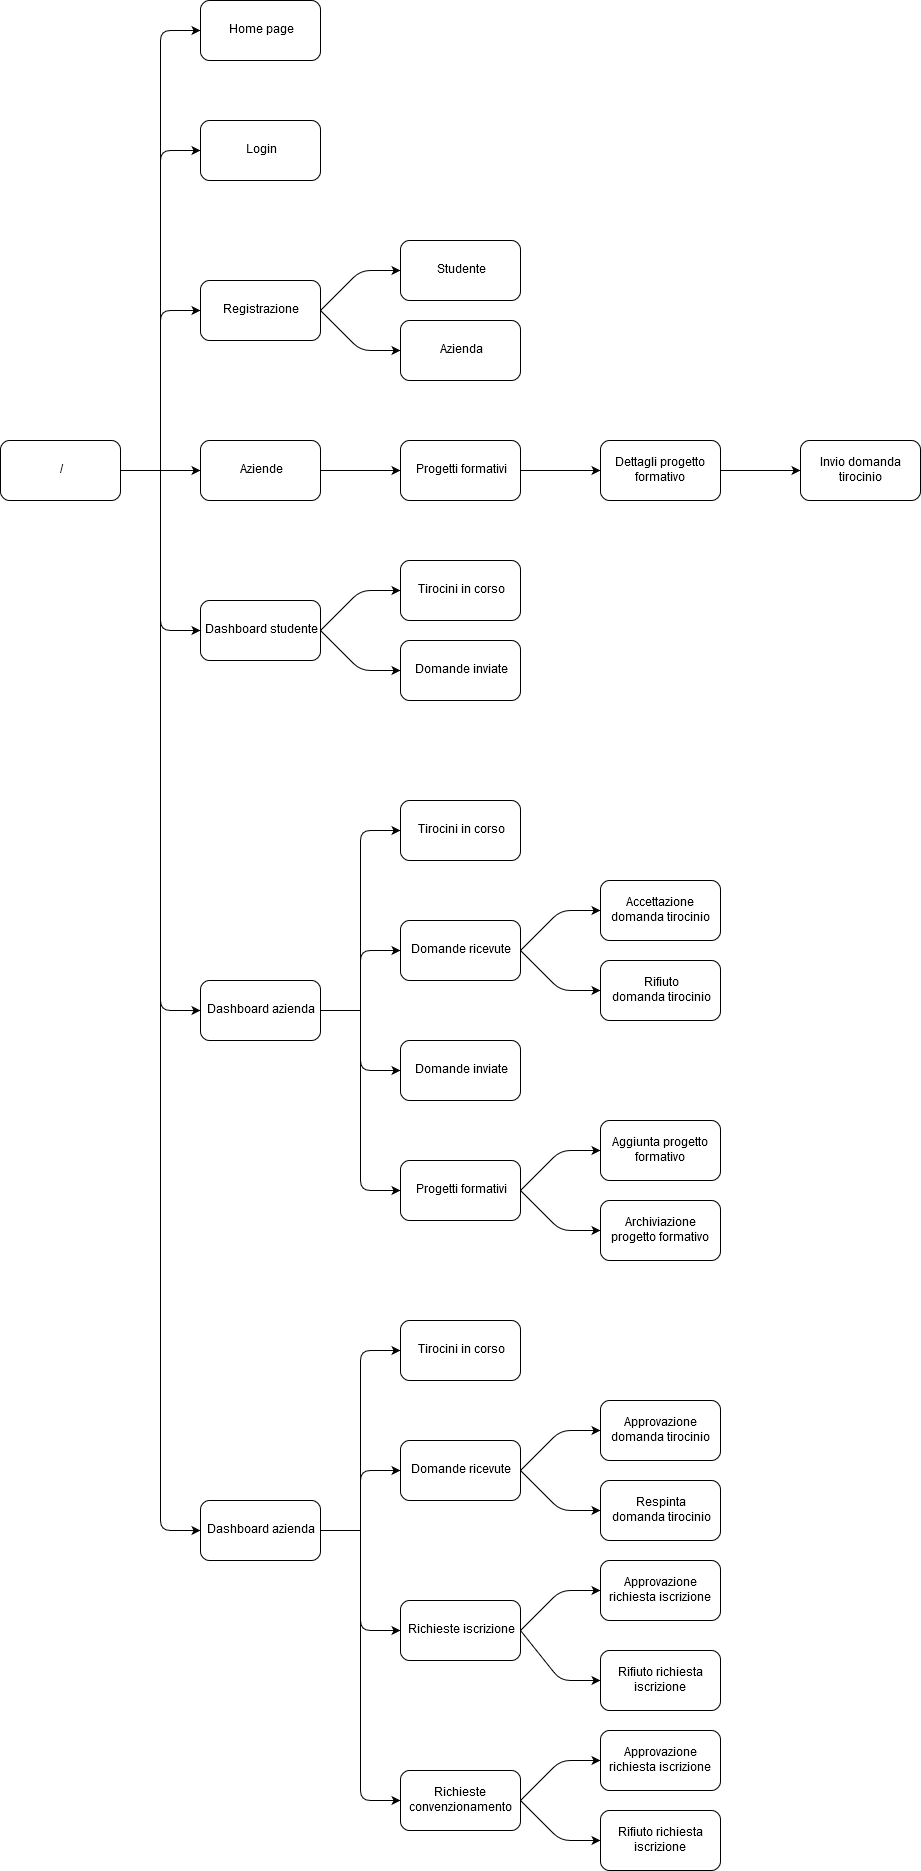 Home page
Login
Registrazione
Studente
Azienda
/
Aziende
Progetti formativi
Dettagli progetto
formativo
Invio domanda
tirocinio
Dashboard studente
Tirocini in corso
Domande inviate
Dashboard azienda
Tirocini in corso
Domande ricevute
Accettazione
domanda tirocinio
Rifiuto
domanda tirocinio
Domande inviate
Progetti formativi
Aggiunta progetto
formativo
Archiviazione
progetto formativo
Dashboard azienda
Tirocini in corso
Domande ricevute
Approvazione
domanda tirocinio
Respinta
domanda tirocinio
Richieste iscrizione
Approvazione
richiesta iscrizione
Rifiuto richiesta
iscrizione
Richieste
convenzionamento
Approvazione
richiesta iscrizione
Rifiuto richiesta
iscrizione